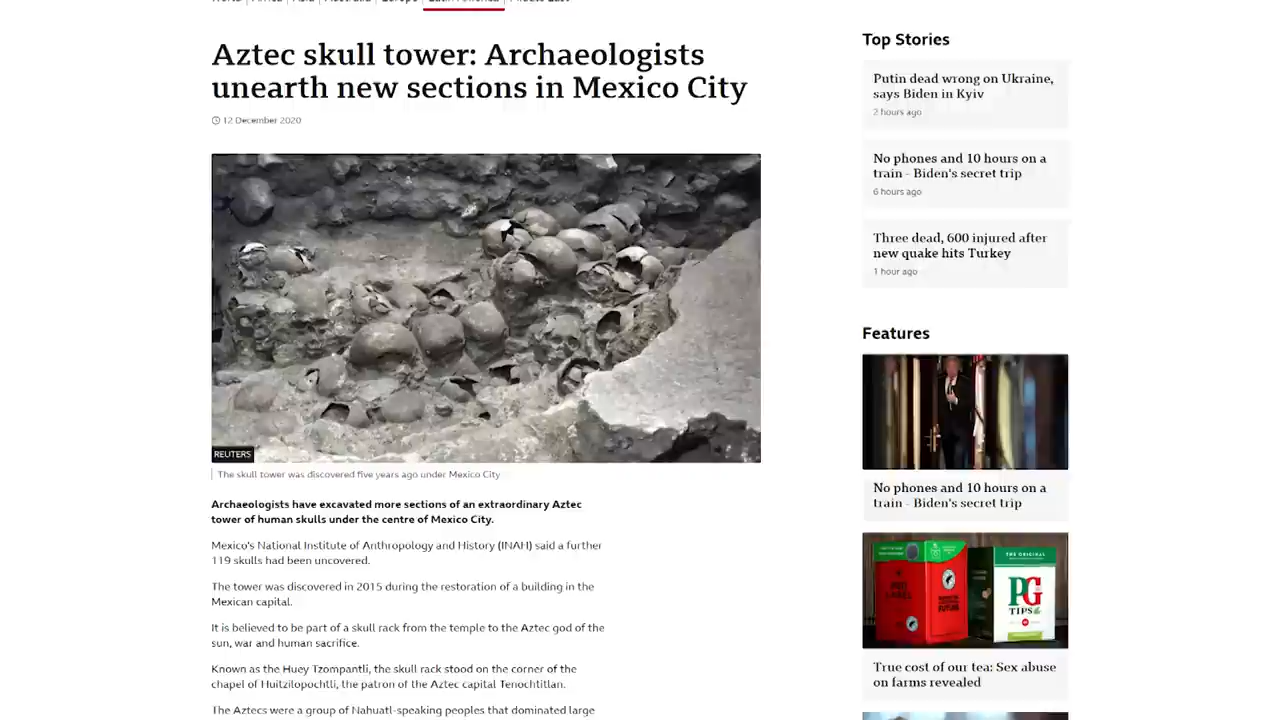 Latin America
Aztec skull tower: Archaeologists
unearth new sections in Mexico City
12 December 2020
REUTERS
The skull tower was discovered five years ago under Mexico City
Archaeologists have excavated more sections of an extraordinary Aztec
tower of human skulls under the centre of Mexico City.
Mexico's National Institute of Anthropology and History (INAH) said a further
119 skulls had been uncovered.
The tower was discovered in 2015 during the restoration of a building in the
Mexican capital.
It is believed to be part of a skull rack from the temple to the Aztec god of the
sun, war and human sacrifice.
Known as the Huey Tzompantli, the skull rack stood on the corner of the
chapel of Huitzilopochtli, the patron of the Aztec capital Tenochtitlan.
The Aztecs were a group of Nahuatl-speaking peoples that dominated large
Top Stories
Putin dead wrong on Ukraine,
says Biden in Kyiv
2 hours ago
No phones and 10 hours on a
train - Biden's secret trip
6 hours ago
Three dead, 600 injured after
new quake hits Turkey
1 hour ago
Features
No phones and 10 hours on a
train - Biden's secret trip
THE ORIGINAL
PG
TIPS
True cost of our tea: Sex abuse
on farms revealed